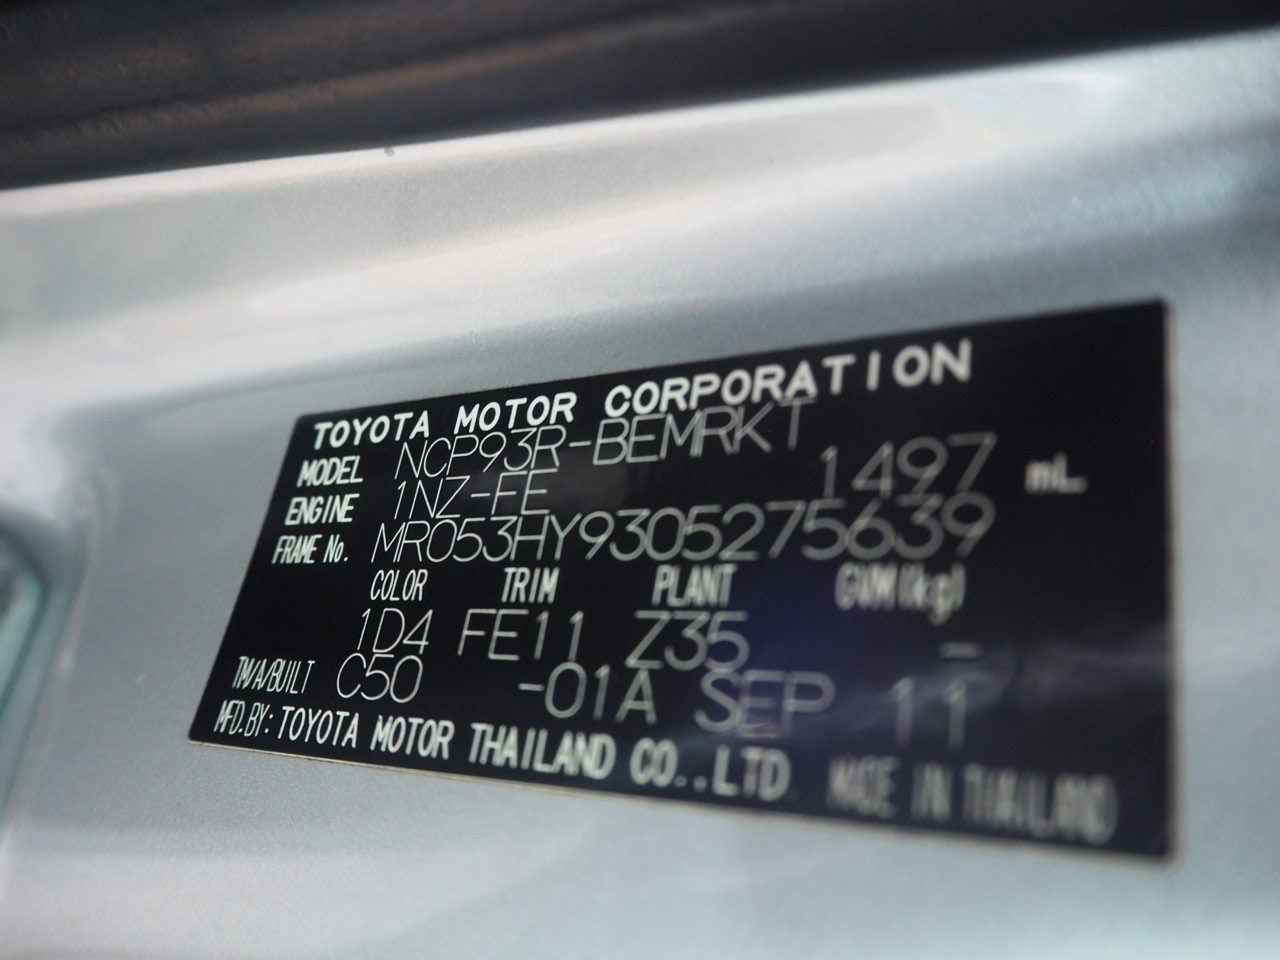 TOYOTA MOTOR CORPORATION
MODEL NCP93R-BEMRKT
ENGINE 1NZ-FE 1497 mL
FRAME No. MR053HY9305275639
COLOR TRIM PLANT GVM(kg)
1D4 FE11 Z35 -
TM/A/BUILT C50 -01A SEP 11
MFD.BY:TOYOTA MOTOR THAILAND CO.,LTD. MADE IN THAILAND